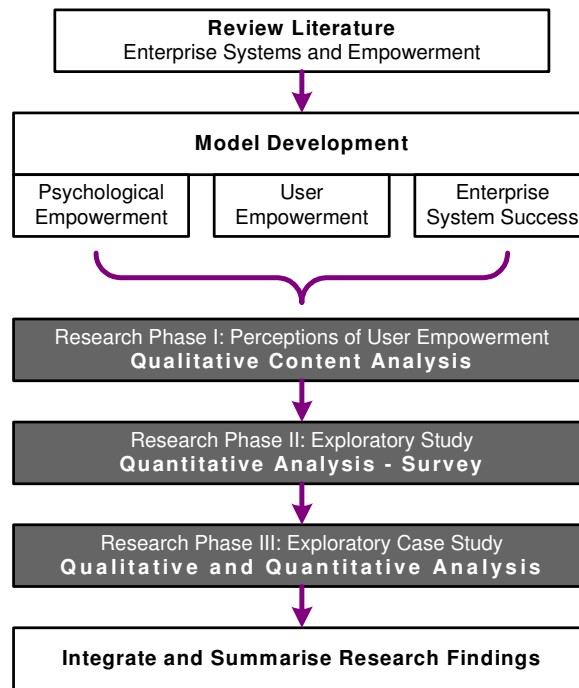 Review Literature
Enterprise Systems and Empowerment
Model Development
Psychological
Empowerment
User
Empowerment
Enterprise
System Success
Research Phase I: Perceptions of User Empowerment
Qualitative Content Analysis
Research Phase II: Exploratory Study
Quantitative Analysis - Survey
Research Phase III: Exploratory Case Study
Qualitative and Quantitative Analysis
Integrate and Summarise Research Findings